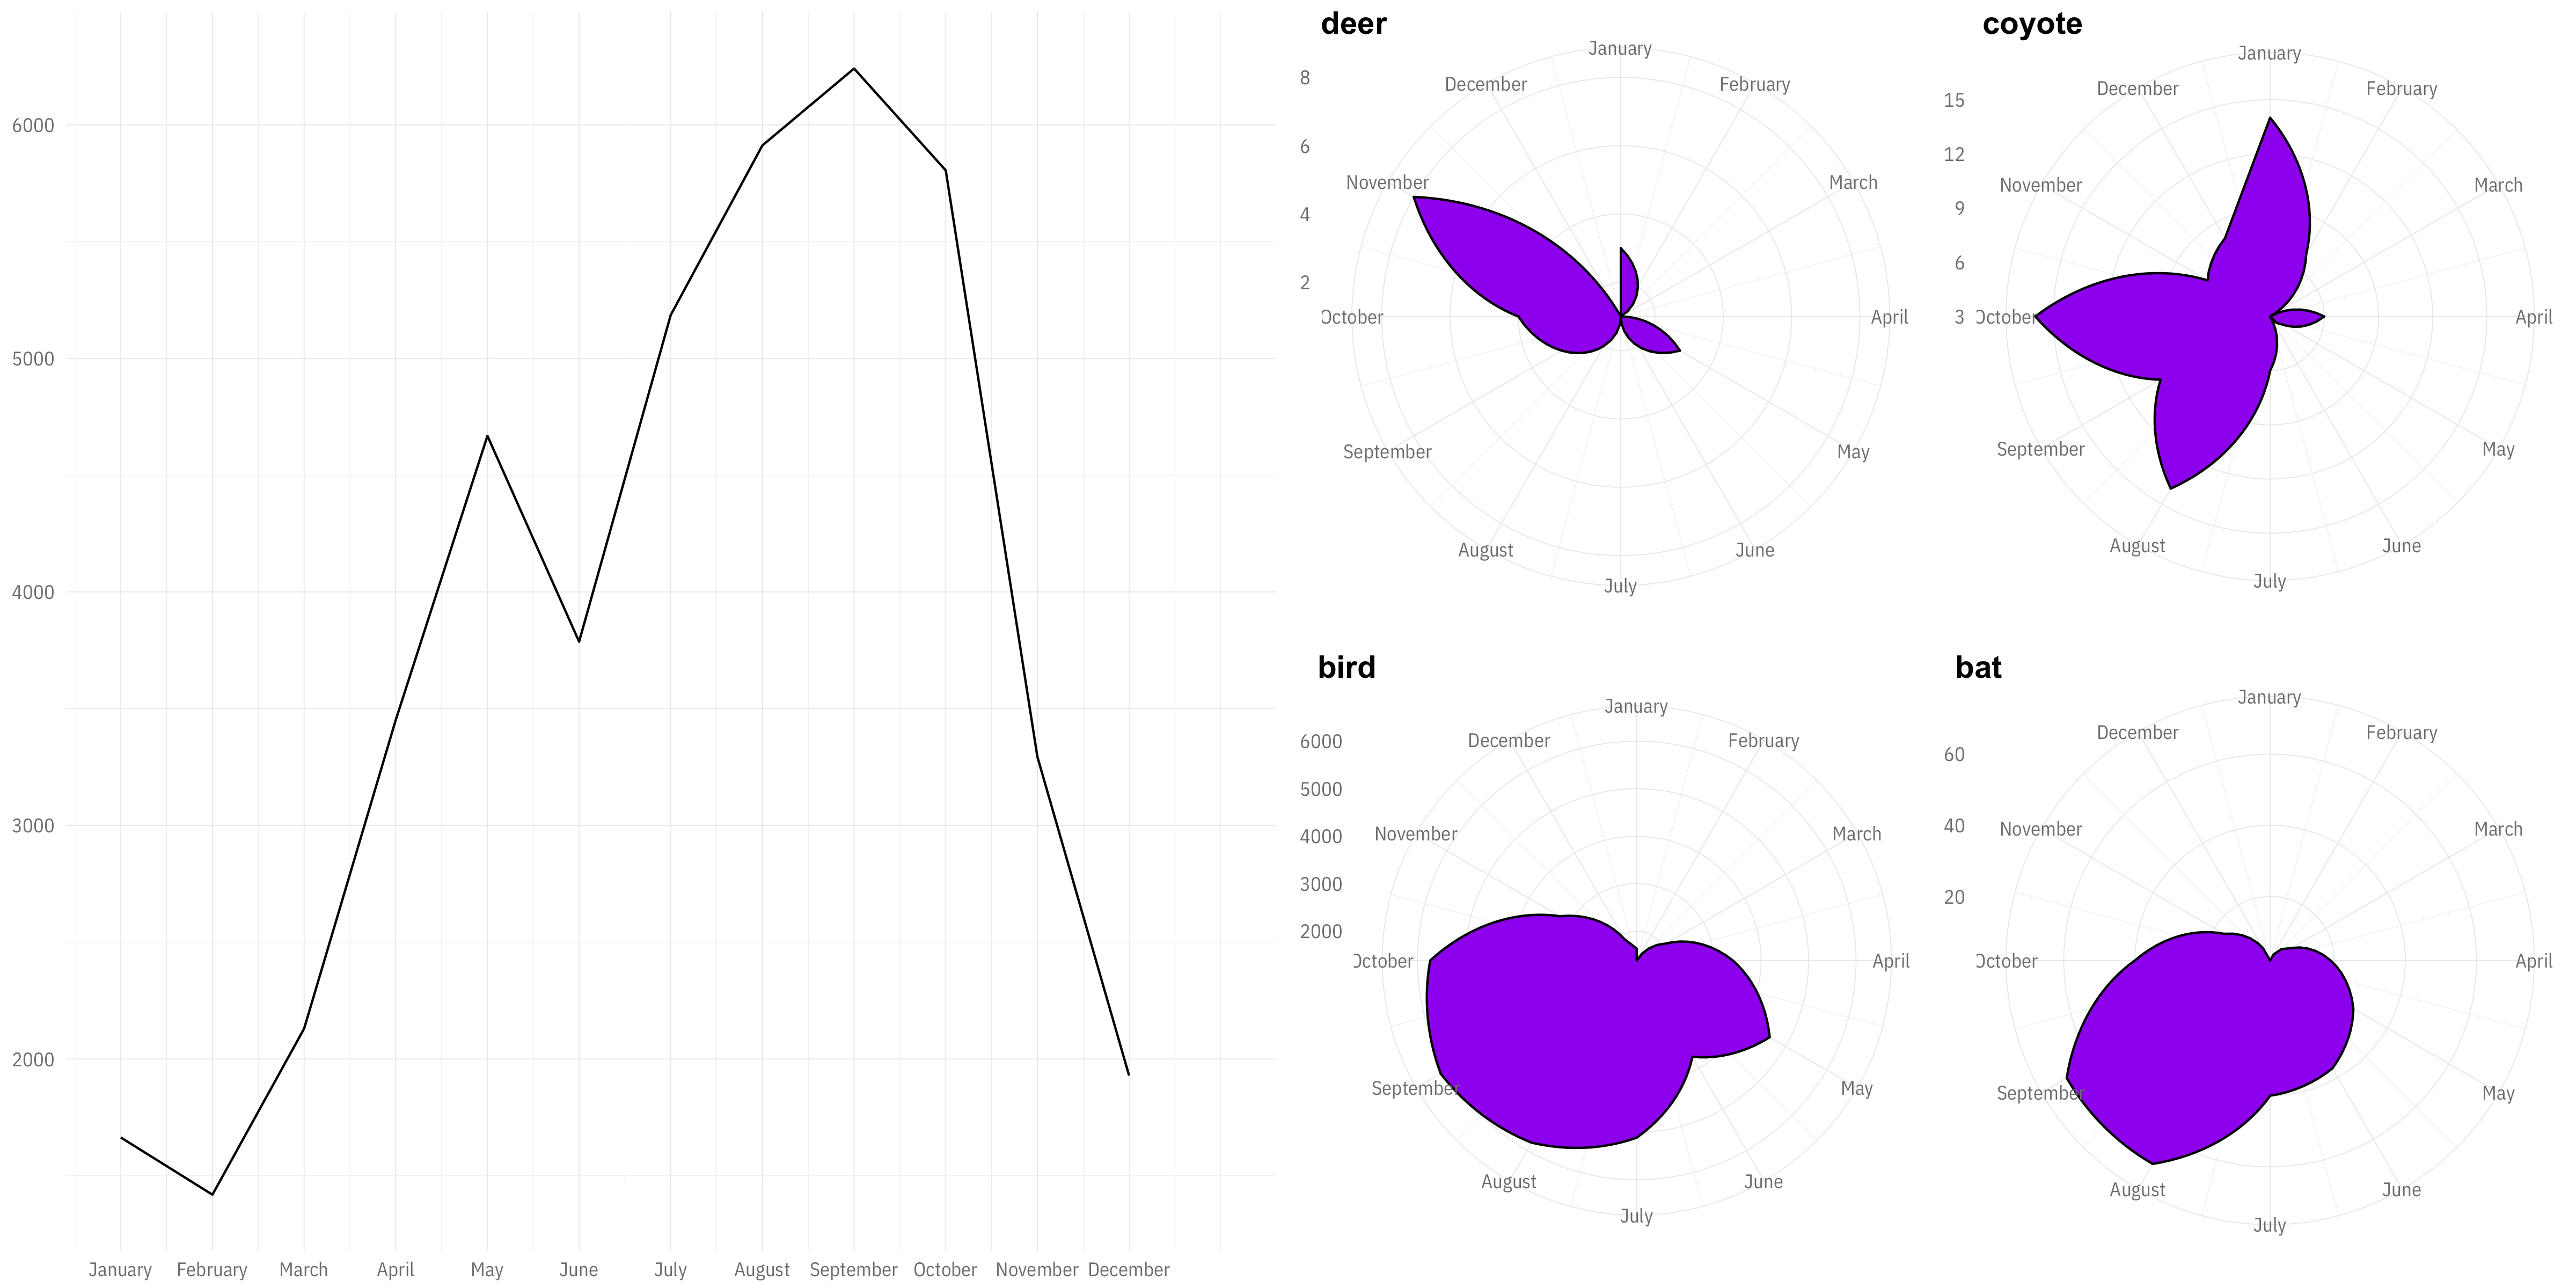 6000
5000
4000
3000
2000
January February March April May June July August September October November December
deer
8
6
4
2
January
February
March
April
May
June
July
August
September
October
November
December
coyote
15
12
9
6
3
January
February
March
April
May
June
July
August
September
October
November
December
bird
6000
5000
4000
3000
2000
January
February
March
April
May
June
July
August
September
October
November
December
bat
60
40
20
January
February
March
April
May
June
July
August
September
October
November
December